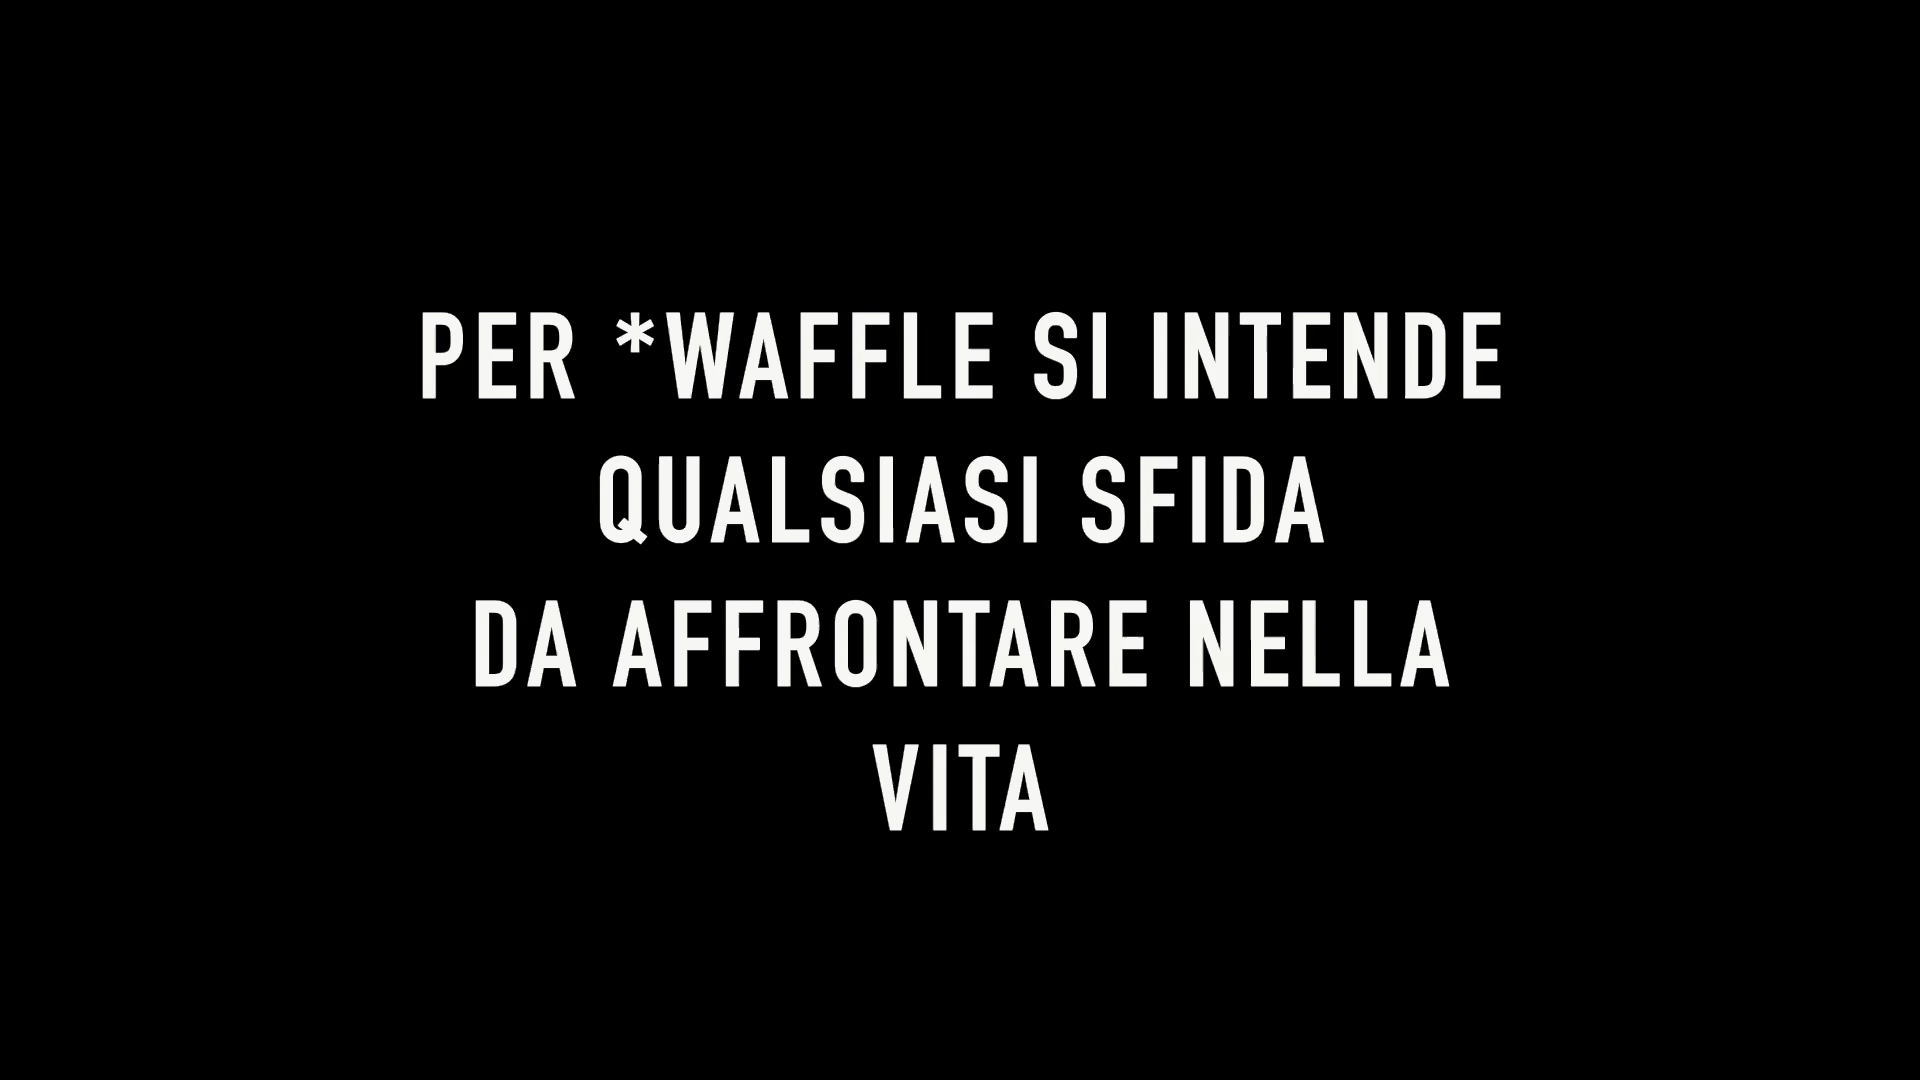 PER *WAFFLE SI INTENDE
QUALSIASI SFIDA
DA AFFRONTARE NELLA
VITA